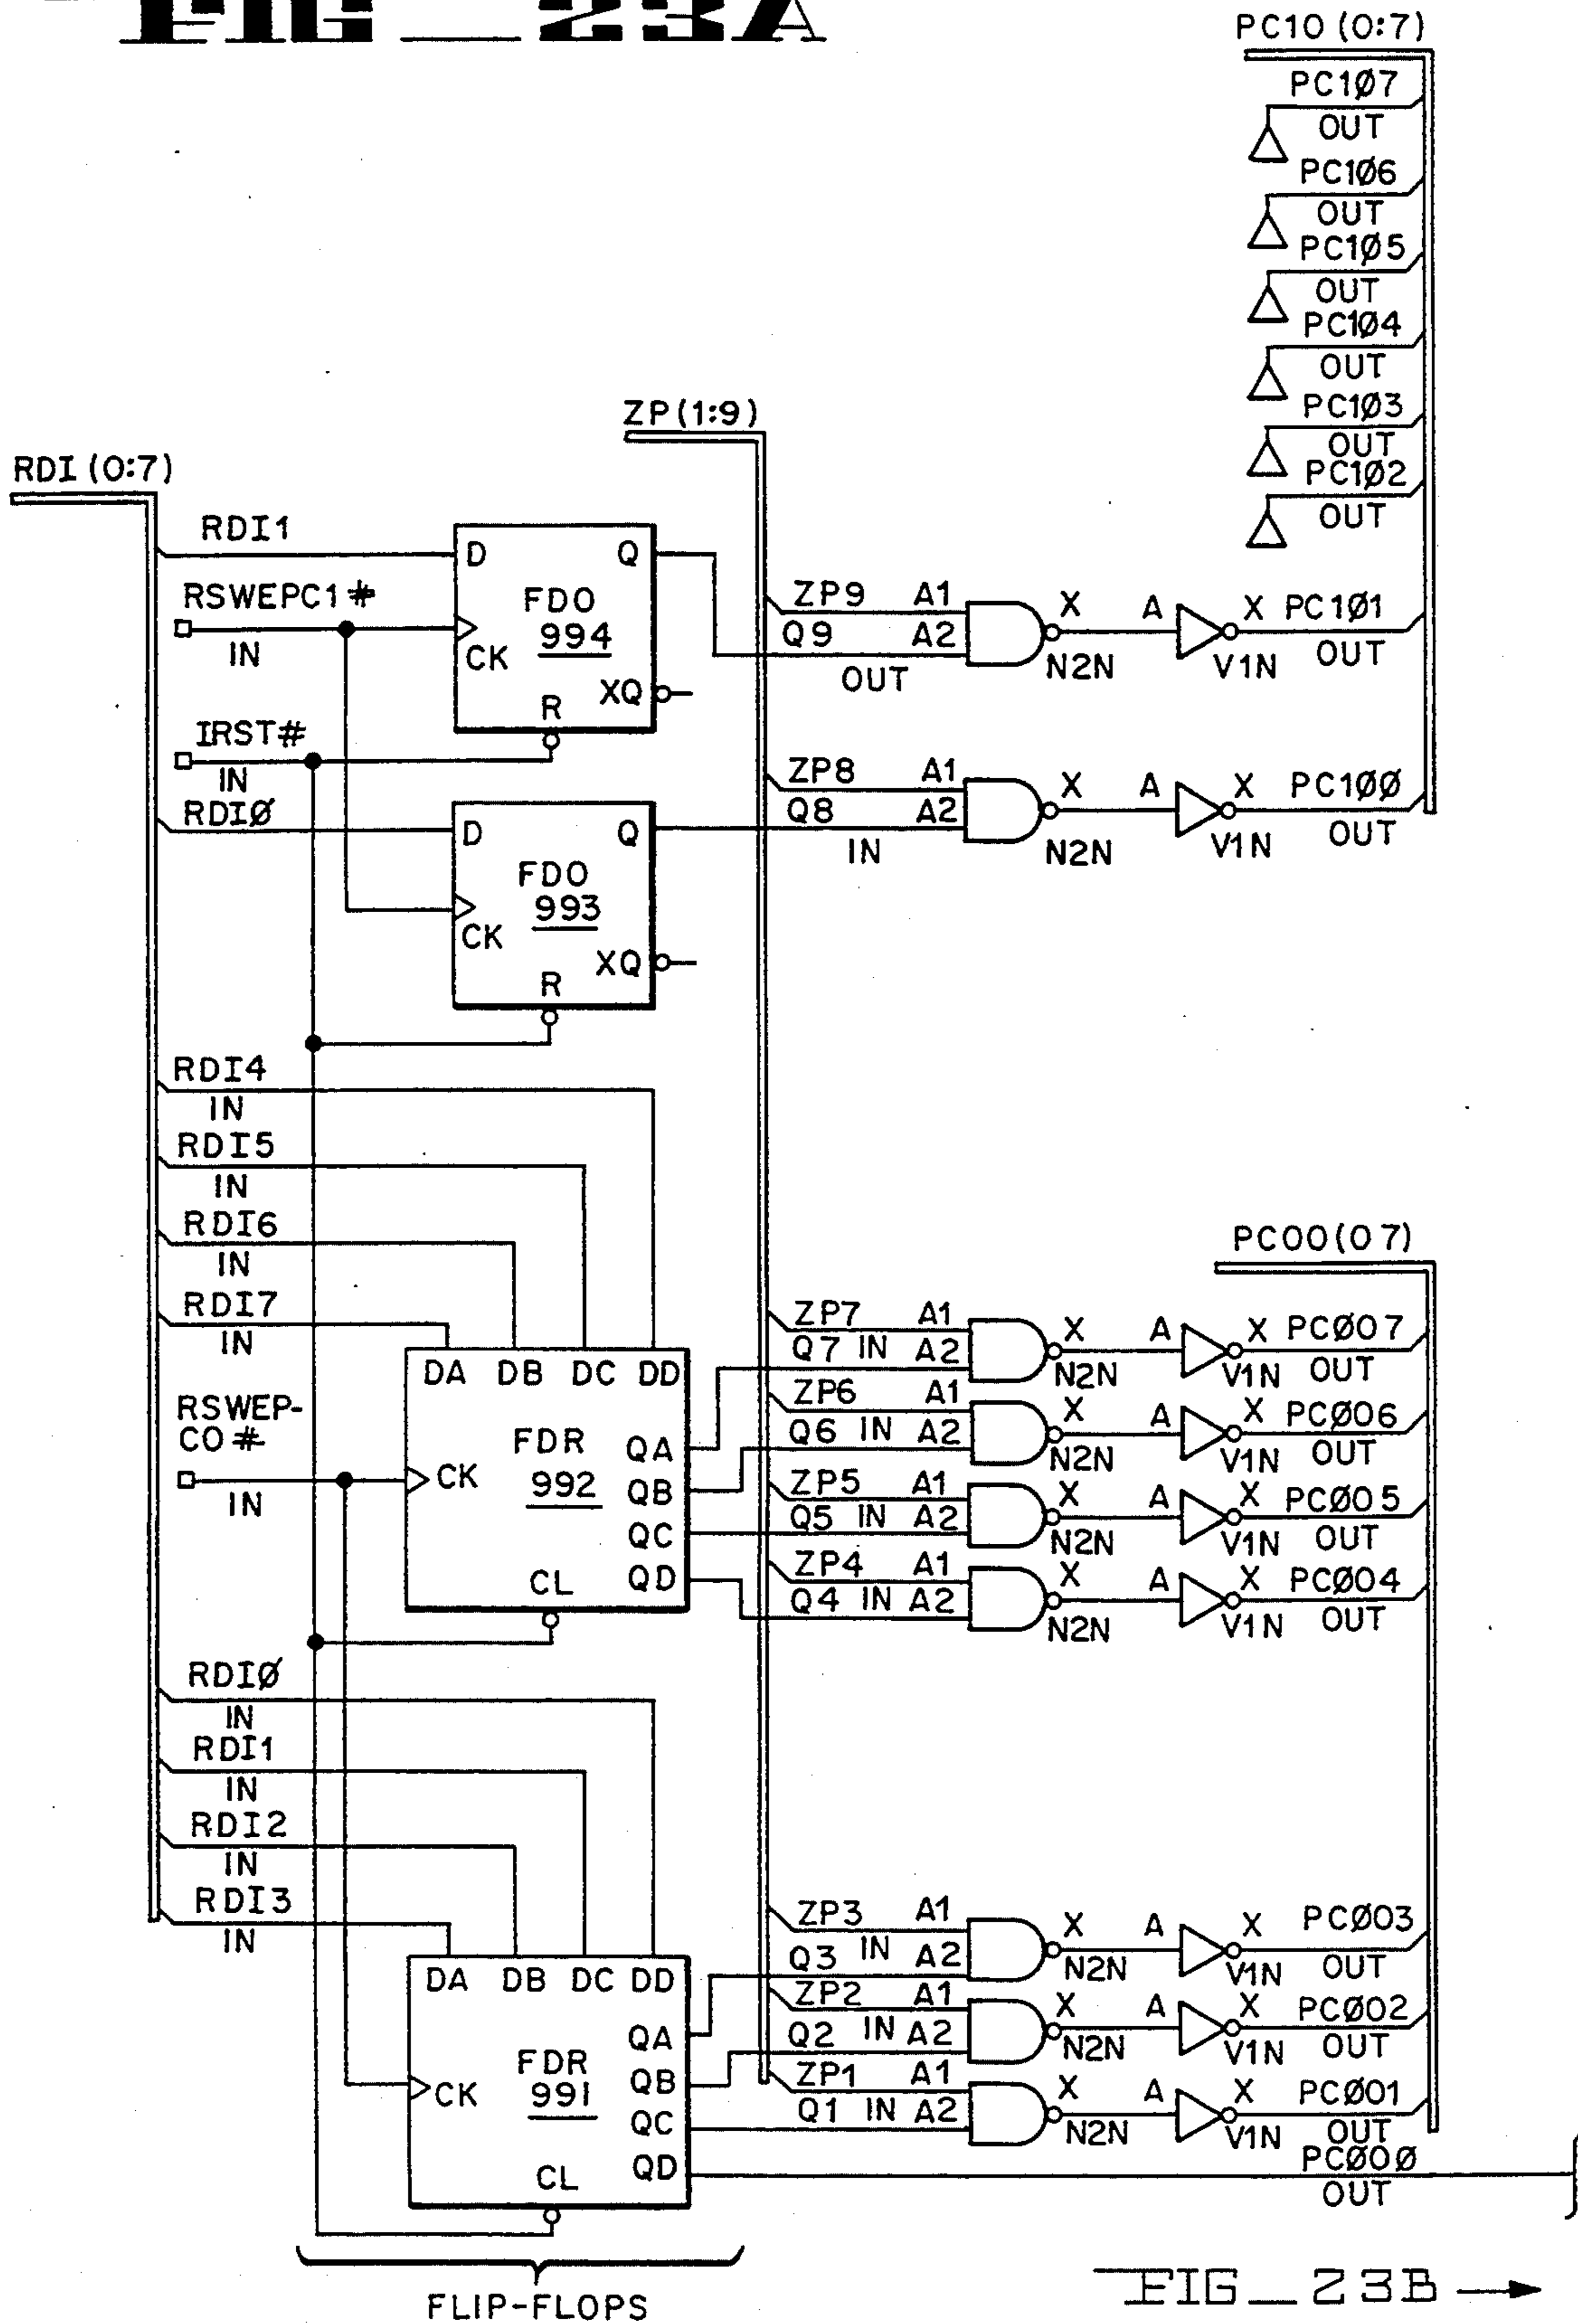 FIG_23A
PC10 (0:7)
PC1Ø7
OUT
PC1Ø6
OUT
PC1Ø5
OUT
PC1Ø4
OUT
PC1Ø3
OUT
PC1Ø2
OUT
ZP (1:9)
RDI (0:7)
RDI1
D Q
FDO
994
CK
XQ
R
RSWEPC1#
IN
ZP9 A1
Q9 A2
OUT
X
N2N
A X
V1N
PC1Ø1
OUT
IRST#
IN
RDIØ
D Q
FDO
993
CK
XQ
R
ZP8 A1
Q8 A2
IN
X
N2N
A X
V1N
PC1ØØ
OUT
RDI4
IN
RDI5
IN
RDI6
IN
RDI7
IN
PC00(0 7)
DA DB DC DD
FDR
992
CK
QA
QB
QC
QD
CL
RSWEP-
CO#
IN
ZP7 A1
Q7 IN A2
X
N2N
A X
V1N
PCØ07
OUT
ZP6 A1
Q6 IN A2
X
N2N
A X
V1N
PCØ06
OUT
ZP5 A1
Q5 IN A2
X
N2N
A X
V1N
PCØ05
OUT
ZP4 A1
Q4 IN A2
X
N2N
A X
V1N
PCØ04
OUT
RDIØ
IN
RDI1
IN
RDI2
IN
RDI3
IN
DA DB DC DD
FDR
991
CK
QA
QB
QC
QD
CL
ZP3 A1
Q3 IN A2
X
N2N
A X
V1N
PCØ03
OUT
ZP2 A1
Q2 IN A2
X
N2N
A X
V1N
PCØ02
OUT
ZP1 A1
Q1 IN A2
X
N2N
A X
V1N
PCØ01
OUT
PCØ0Ø
OUT
FLIP-FLOPS
FIG_23B